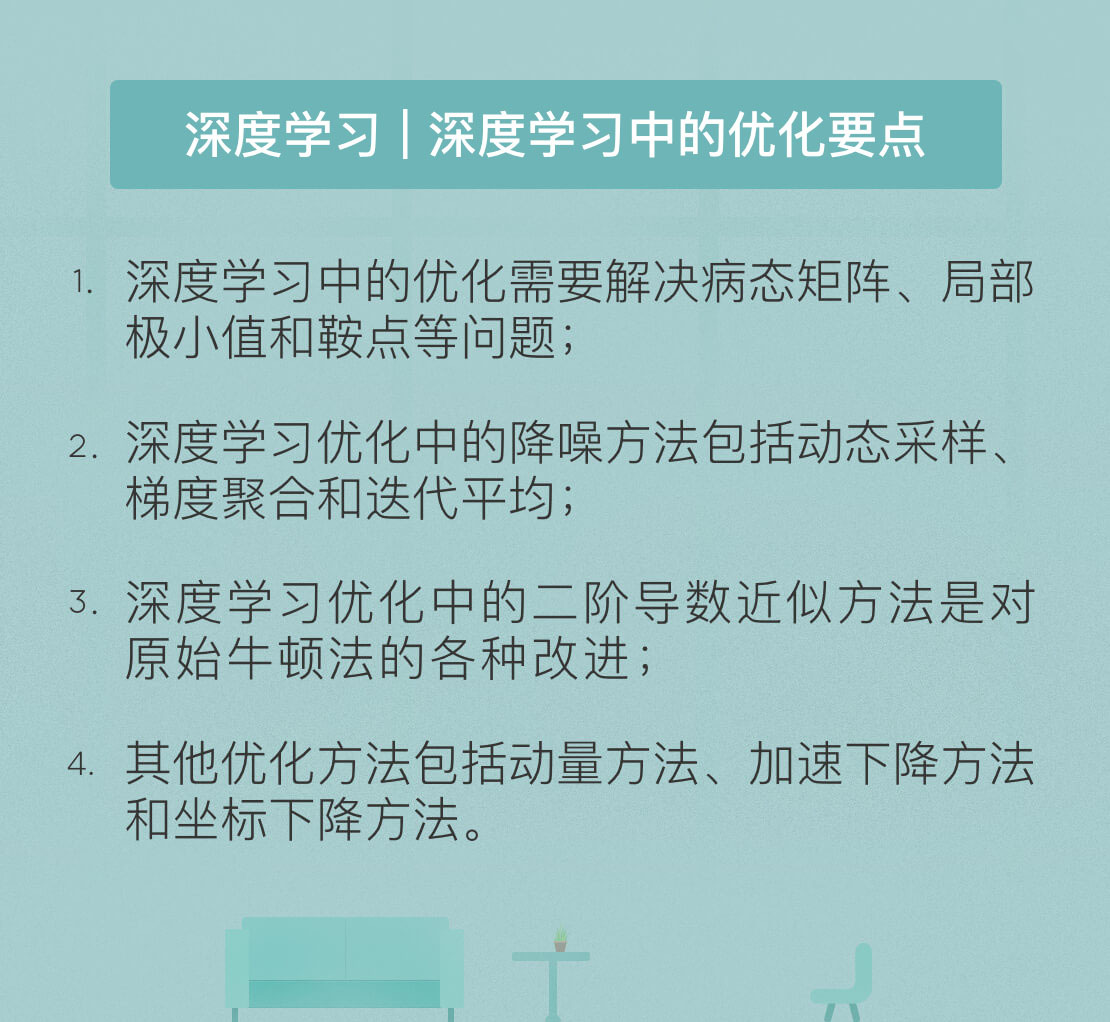 深度学习｜深度学习中的优化要点
1. 深度学习中的优化需要解决病态矩阵、局部
极小值和鞍点等问题；
2. 深度学习优化中的降噪方法包括动态采样、
梯度聚合和迭代平均；
3. 深度学习优化中的二阶导数近似方法是对
原始牛顿法的各种改进；
4. 其他优化方法包括动量方法、加速下降方法
和坐标下降方法。